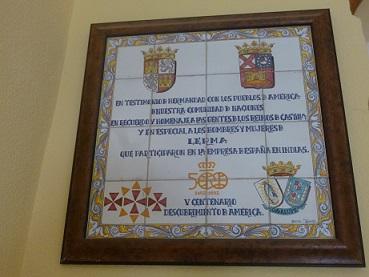 EN TESTIMONIO D HERMANDAD CON LOS PUEBLOS D AMERICA
D NUESTRA COMUNIDAD D NACIONES
EN RECUERDO Y HOMENAJE A LAS GENTES D LOS REINOS D CASTILLA
Y EN ESPECIAL A LOS HOMBRES Y MUJERES D
LERMA
QUE PARTICIPARON EN LA EMPRESA D ESPAÑA EN INDIAS.
500
V CENTENARIO
DESCUBRIMIENTO D AMERICA.